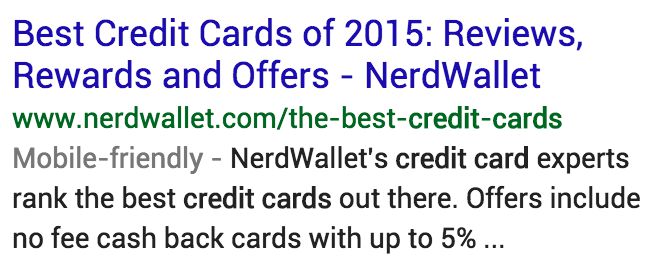 Best Credit Cards of 2015: Reviews,
Rewards and Offers - NerdWallet
www.nerdwallet.com/the-best-credit-cards
Mobile-friendly - NerdWallet's credit card experts
rank the best credit cards out there. Offers include
no fee cash back cards with up to 5% ...